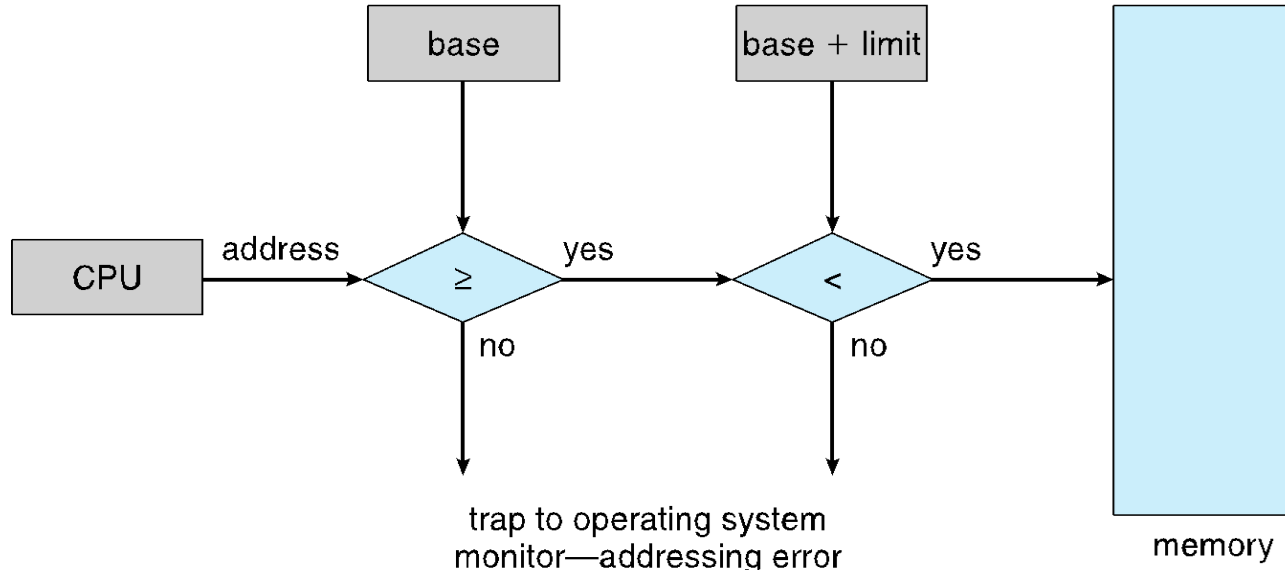 base
base + limit
CPU
address
≥
yes
<
yes
no
no
trap to operating system
monitor—addressing error
memory